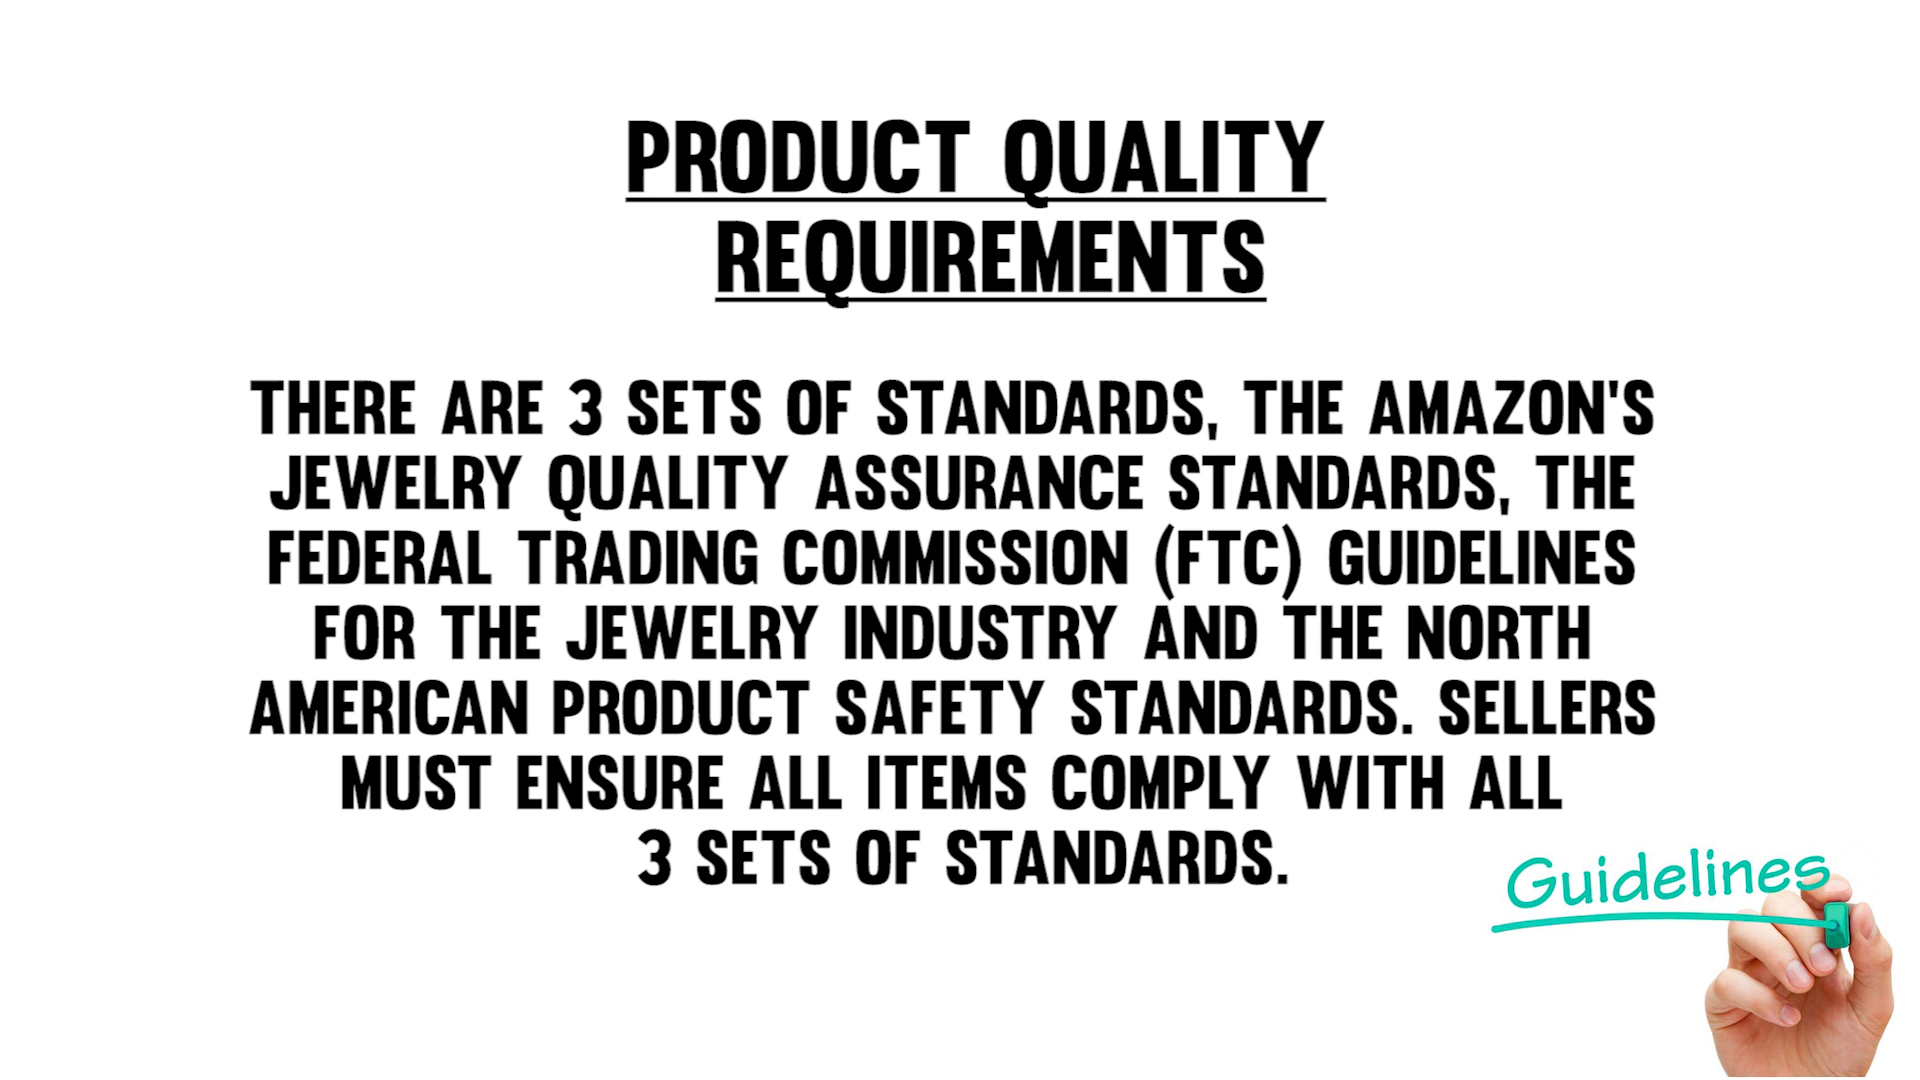 PRODUCT QUALITY
REQUIREMENTS
THERE ARE 3 SETS OF STANDARDS, THE AMAZON'S
JEWELRY QUALITY ASSURANCE STANDARDS, THE
FEDERAL TRADING COMMISSION (FTC) GUIDELINES
FOR THE JEWELRY INDUSTRY AND THE NORTH
AMERICAN PRODUCT SAFETY STANDARDS. SELLERS
MUST ENSURE ALL ITEMS COMPLY WITH ALL
3 SETS OF STANDARDS.
Guidelines